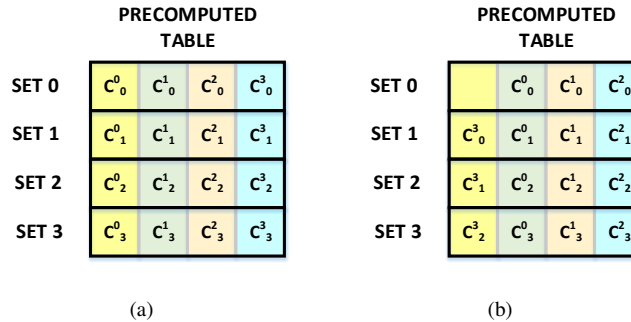 PRECOMPUTED TABLE
SET 0 C⁰₀ C¹₀ C²₀ C³₀
SET 1 C⁰₁ C¹₁ C²₁ C³₁
SET 2 C⁰₂ C¹₂ C²₂ C³₂
SET 3 C⁰₃ C¹₃ C²₃ C³₃
(a)
PRECOMPUTED TABLE
SET 0 C⁰₀ C¹₀ C²₀
SET 1 C³₀ C⁰₁ C¹₁ C²₁
SET 2 C³₁ C⁰₂ C¹₂ C²₂
SET 3 C³₂ C⁰₃ C¹₃ C²₃
(b)